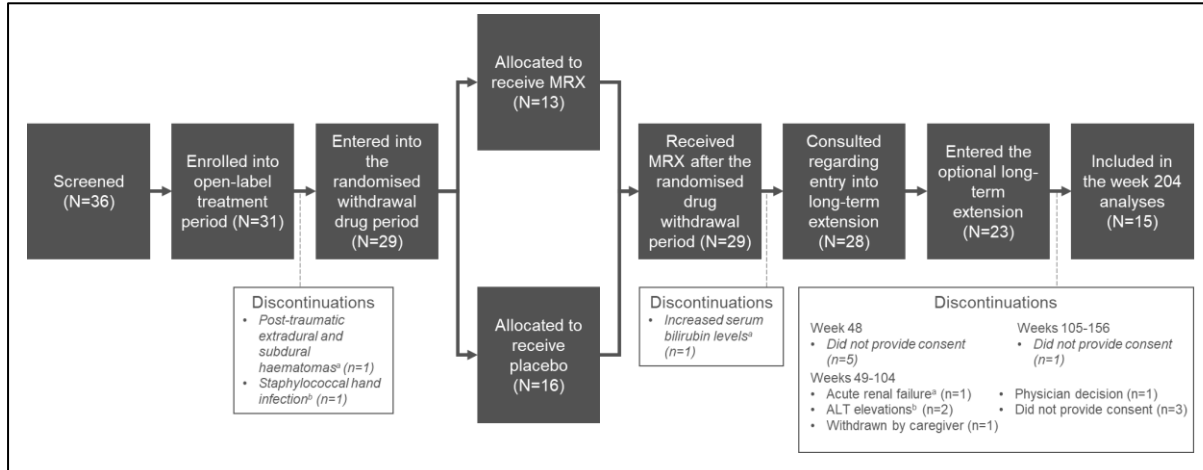 Screened
(N=36)
Enrolled into
open-label
treatment
period (N=31)
Entered into
the
randomised
withdrawal
drug period
(N=29)
Allocated to
receive MRX
(N=13)
Allocated to
receive
placebo
(N=16)
Received
MRX after the
randomised
drug
withdrawal
period (N=29)
Consulted
regarding
entry into
long-term
extension
(N=28)
Entered the
optional long-
term
extension
(N=23)
Included in
the week 204
analyses
(N=15)
Discontinuations
• Post-traumatic
extradural and
subdural
haematomasᵃ (n=1)
• Staphylococcal hand
infectionᵇ (n=1)
Discontinuations
• Increased serum
bilirubin levelsᵃ
(n=1)
Discontinuations
Week 48
• Did not provide consent
(n=5)
Weeks 49-104
• Acute renal failureᵃ (n=1)
• ALT elevationsᵇ (n=2)
• Withdrawn by caregiver (n=1)
Weeks 105-156
• Did not provide consent
(n=1)
• Physician decision (n=1)
• Did not provide consent (n=3)